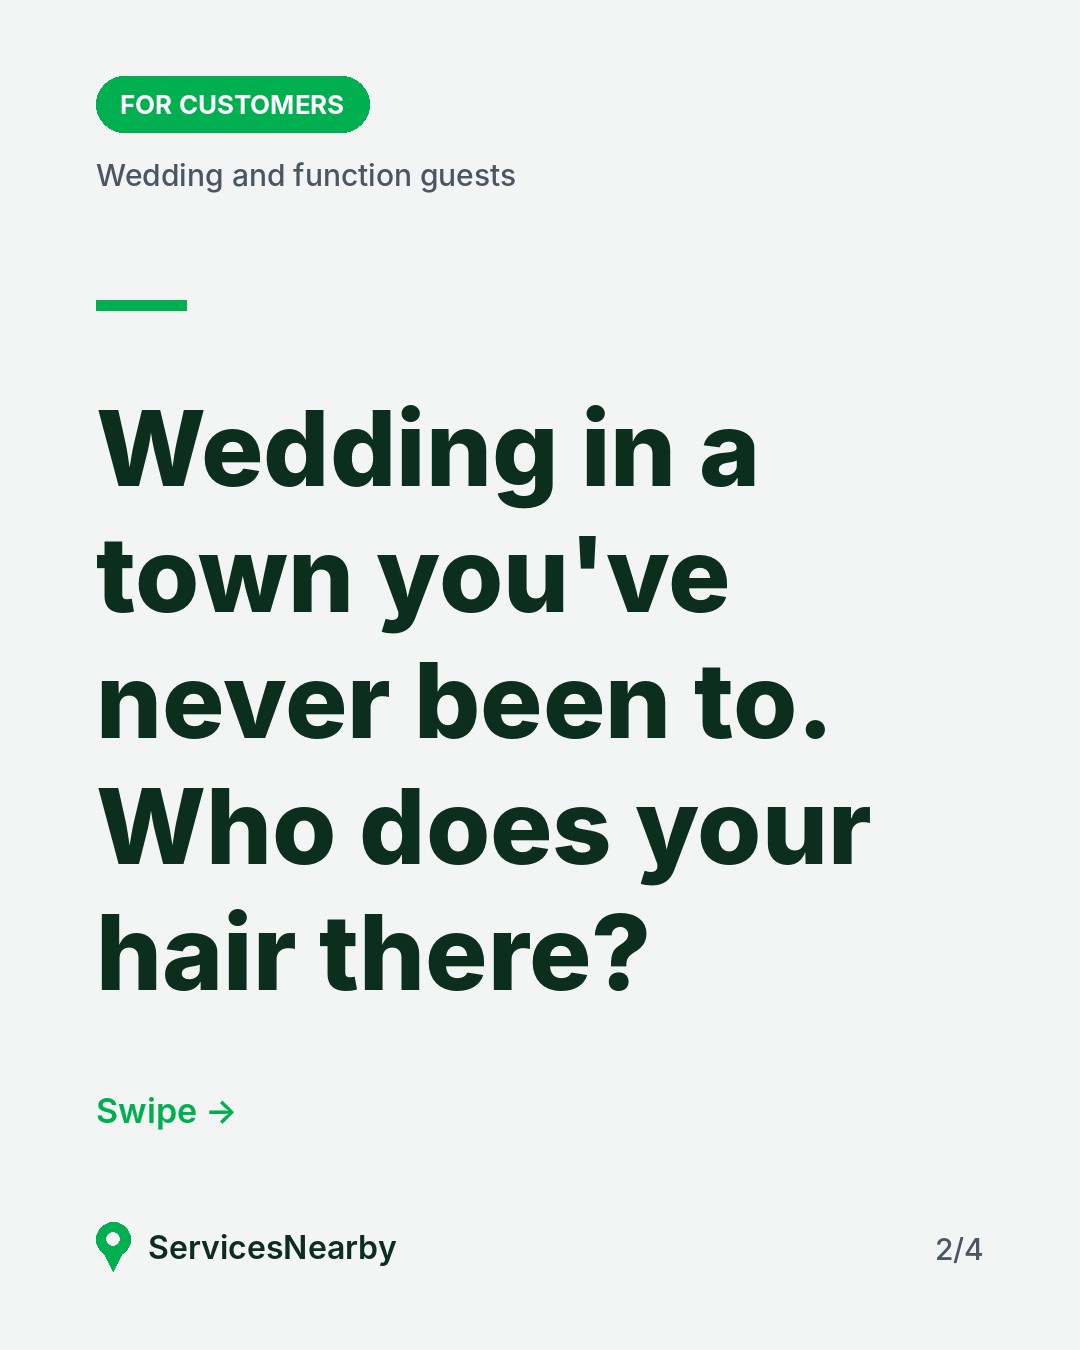 FOR CUSTOMERS
Wedding and function guests
Wedding in a
town you've
never been to.
Who does your
hair there?
Swipe →
ServicesNearby
2/4